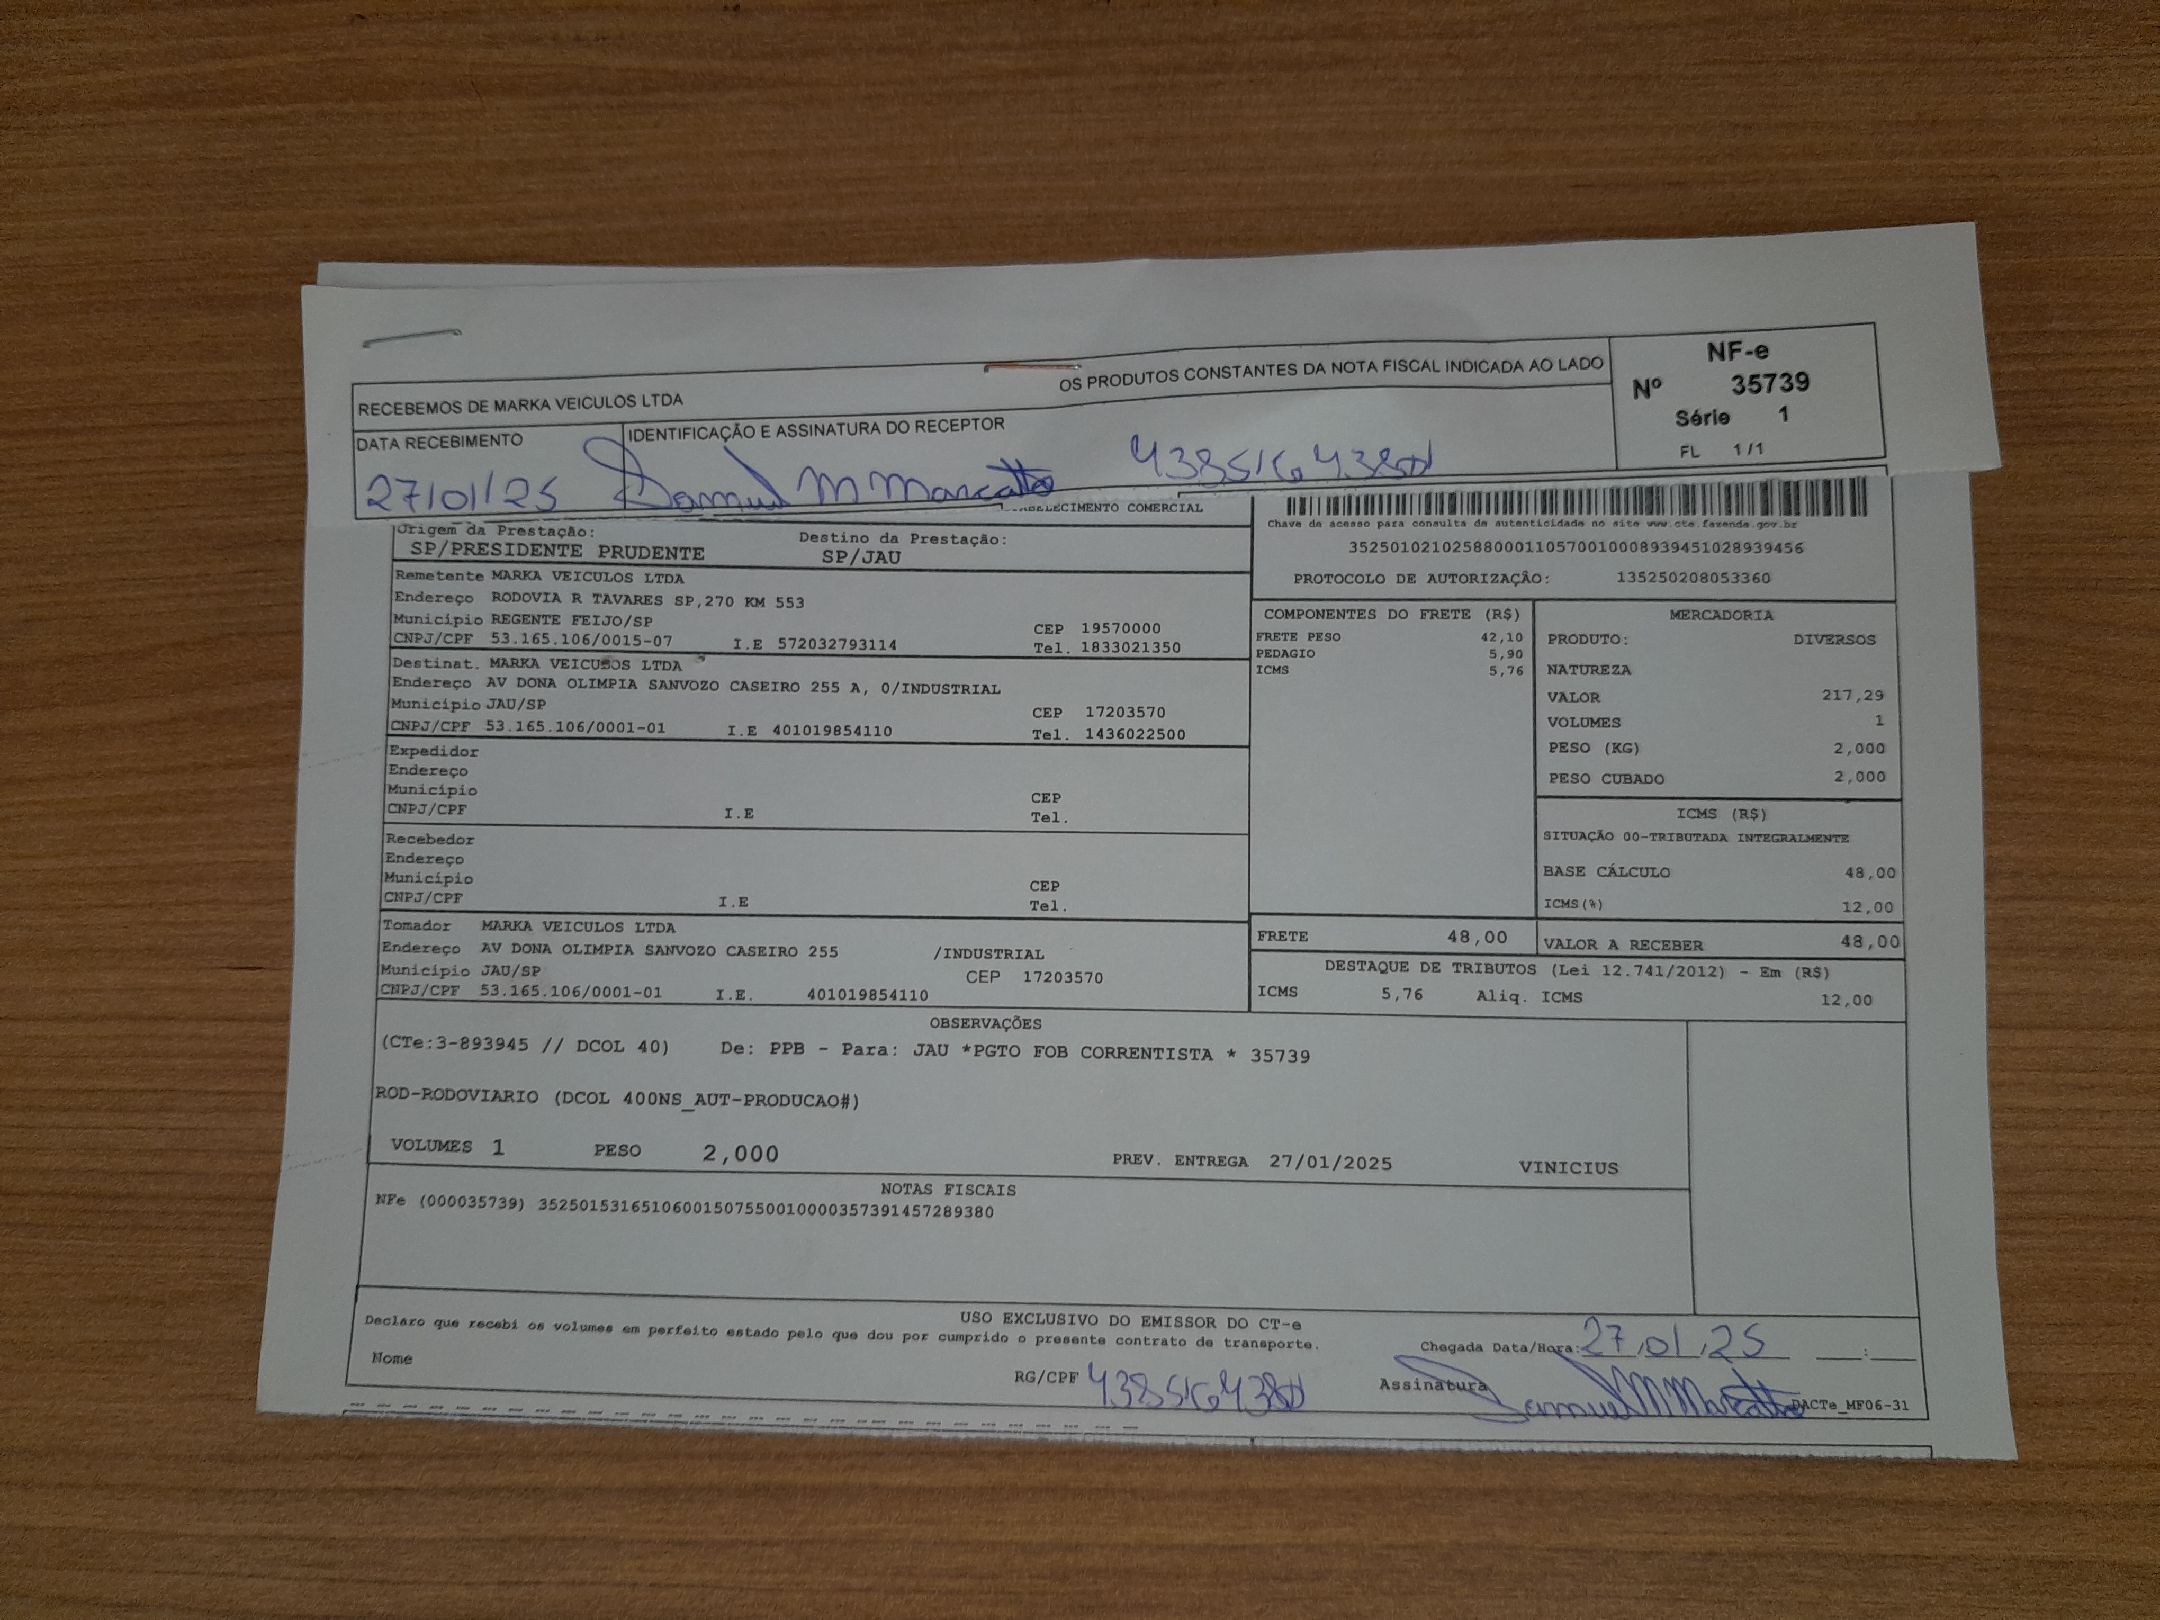 RECEBEMOS DE MARKA VEICULOS LTDA OS PRODUTOS CONSTANTES DA NOTA FISCAL INDICADA AO LADO
NF-e
Nº 35739
Série 1
FL 1/1
DATA RECEBIMENTO IDENTIFICAÇÃO E ASSINATURA DO RECEPTOR
27/01/25 Samuel M Marcatto
COMERCIAL
Chave de acesso para consulta de autenticidade no site www.cte.fazenda.gov.br
35250102102588000110570010008939451028939456
PROTOCOLO DE AUTORIZAÇÃO: 135250208053360
Origem da Prestação: Destino da Prestação:
SP/PRESIDENTE PRUDENTE SP/JAU
Remetente MARKA VEICULOS LTDA
Endereço RODOVIA R TAVARES SP,270 KM 553
Município REGENTE FEIJO/SP CEP 19570000
CNPJ/CPF 53.165.106/0015-07 I.E 572032793114 Tel. 1833021350
Destinat. MARKA VEICULOS LTDA
Endereço AV DONA OLIMPIA SANVOZO CASEIRO 255 A, 0/INDUSTRIAL
Município JAU/SP CEP 17203570
CNPJ/CPF 53.165.106/0001-01 I.E 401019854110 Tel. 1436022500
Expedidor
Endereço
Município CEP
CNPJ/CPF I.E Tel.
Recebedor
Endereço
Município CEP
CNPJ/CPF I.E Tel.
Tomador MARKA VEICULOS LTDA
Endereço AV DONA OLIMPIA SANVOZO CASEIRO 255 /INDUSTRIAL
Município JAU/SP CEP 17203570
CNPJ/CPF 53.165.106/0001-01 I.E. 401019854110
COMPONENTES DO FRETE (R$)
FRETE PESO 42,10
PEDAGIO 5,90
ICMS 5,76
MERCADORIA
PRODUTO: DIVERSOS
NATUREZA
VALOR 217,29
VOLUMES 1
PESO (KG) 2,000
PESO CUBADO 2,000
ICMS (R$)
SITUAÇÃO 00-TRIBUTADA INTEGRALMENTE
BASE CÁLCULO 48,00
ICMS(%) 12,00
FRETE 48,00 VALOR A RECEBER 48,00
DESTAQUE DE TRIBUTOS (Lei 12.741/2012) - Em (R$)
ICMS 5,76 Aliq. ICMS 12,00
OBSERVAÇÕES
(CTe:3-893945 // DCOL 40) De: PPB - Para: JAU *PGTO FOB CORRENTISTA * 35739
ROD-RODOVIARIO (DCOL 400NS_AUT-PRODUCAO#)
VOLUMES 1 PESO 2,000 PREV. ENTREGA 27/01/2025 VINICIUS
NOTAS FISCAIS
NFe (000035739) 35250153165106001507550010000357391457289380
USO EXCLUSIVO DO EMISSOR DO CT-e
Declaro que recebi os volumes em perfeito estado pelo que dou por cumprido o presente contrato de transporte.
Chegada Data/Hora: 27/01/25 :
Nome RG/CPF Assinatura Samuel M Marcatto
DACTe_MF06-31